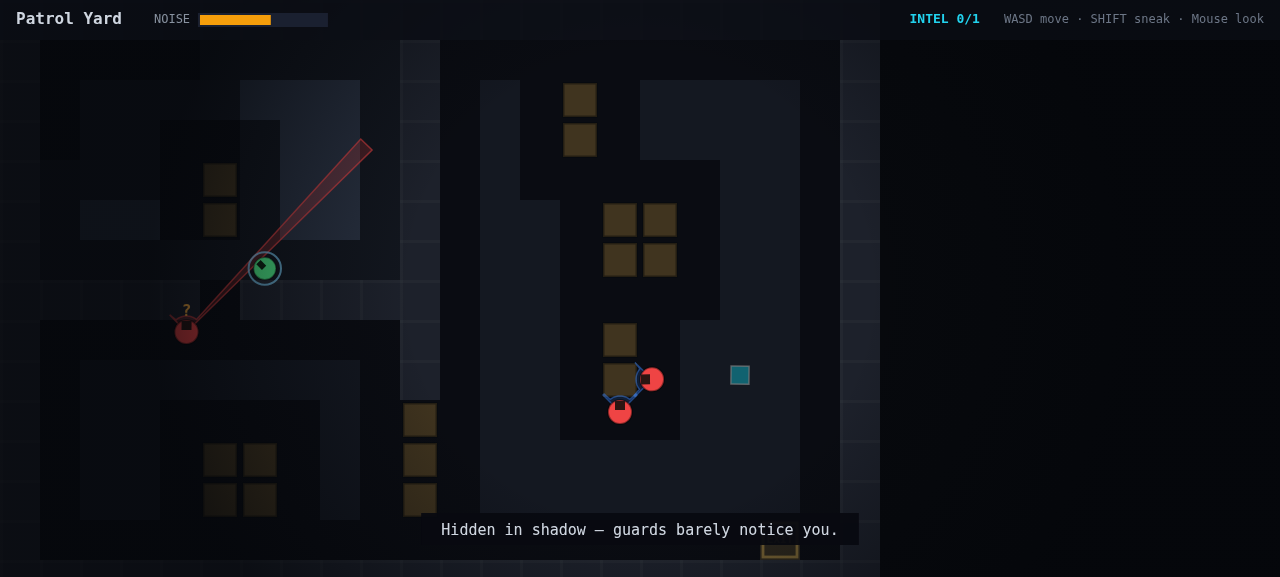 Patrol Yard
NOISE
INTEL 0/1
WASD move · SHIFT sneak · Mouse look
?
Hidden in shadow — guards barely notice you.